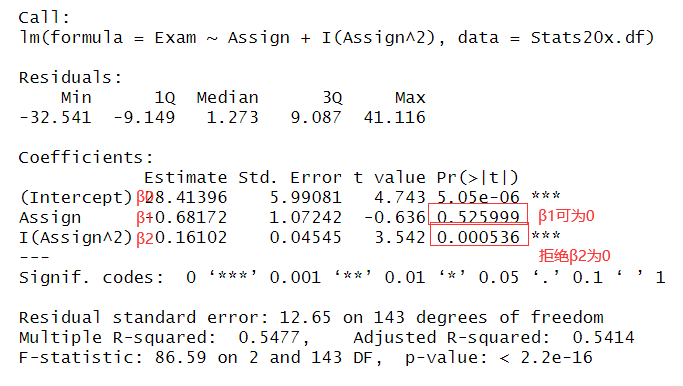 Call:
lm(formula = Exam ~ Assign + I(Assign^2), data = Stats20x.df)
Residuals:
Min 1Q Median 3Q Max
-32.541 -9.149 1.273 9.087 41.116
Coefficients:
Estimate Std. Error t value Pr(>|t|)
(Intercept) β0 28.41396 5.99081 4.743 5.05e-06 ***
Assign β1 -0.68172 1.07242 -0.636 0.525999 β1可为0
I(Assign^2) β2 0.16102 0.04545 3.542 0.000536 ***
拒绝β2为0
---
Signif. codes: 0 ‘***’ 0.001 ‘**’ 0.01 ‘*’ 0.05 ‘.’ 0.1 ‘ ’ 1
Residual standard error: 12.65 on 143 degrees of freedom
Multiple R-squared: 0.5477, Adjusted R-squared: 0.5414
F-statistic: 86.59 on 2 and 143 DF, p-value: < 2.2e-16